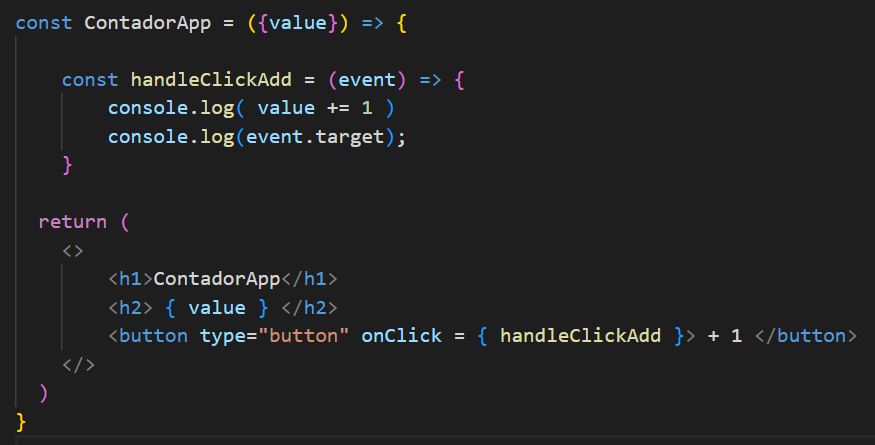 const ContadorApp = ({value}) => {
const handleClickAdd = (event) => {
console.log( value += 1 )
console.log(event.target);
}
return (
<>
<h1>ContadorApp</h1>
<h2> { value } </h2>
<button type="button" onClick = { handleClickAdd }> + 1 </button>
</>
)
}